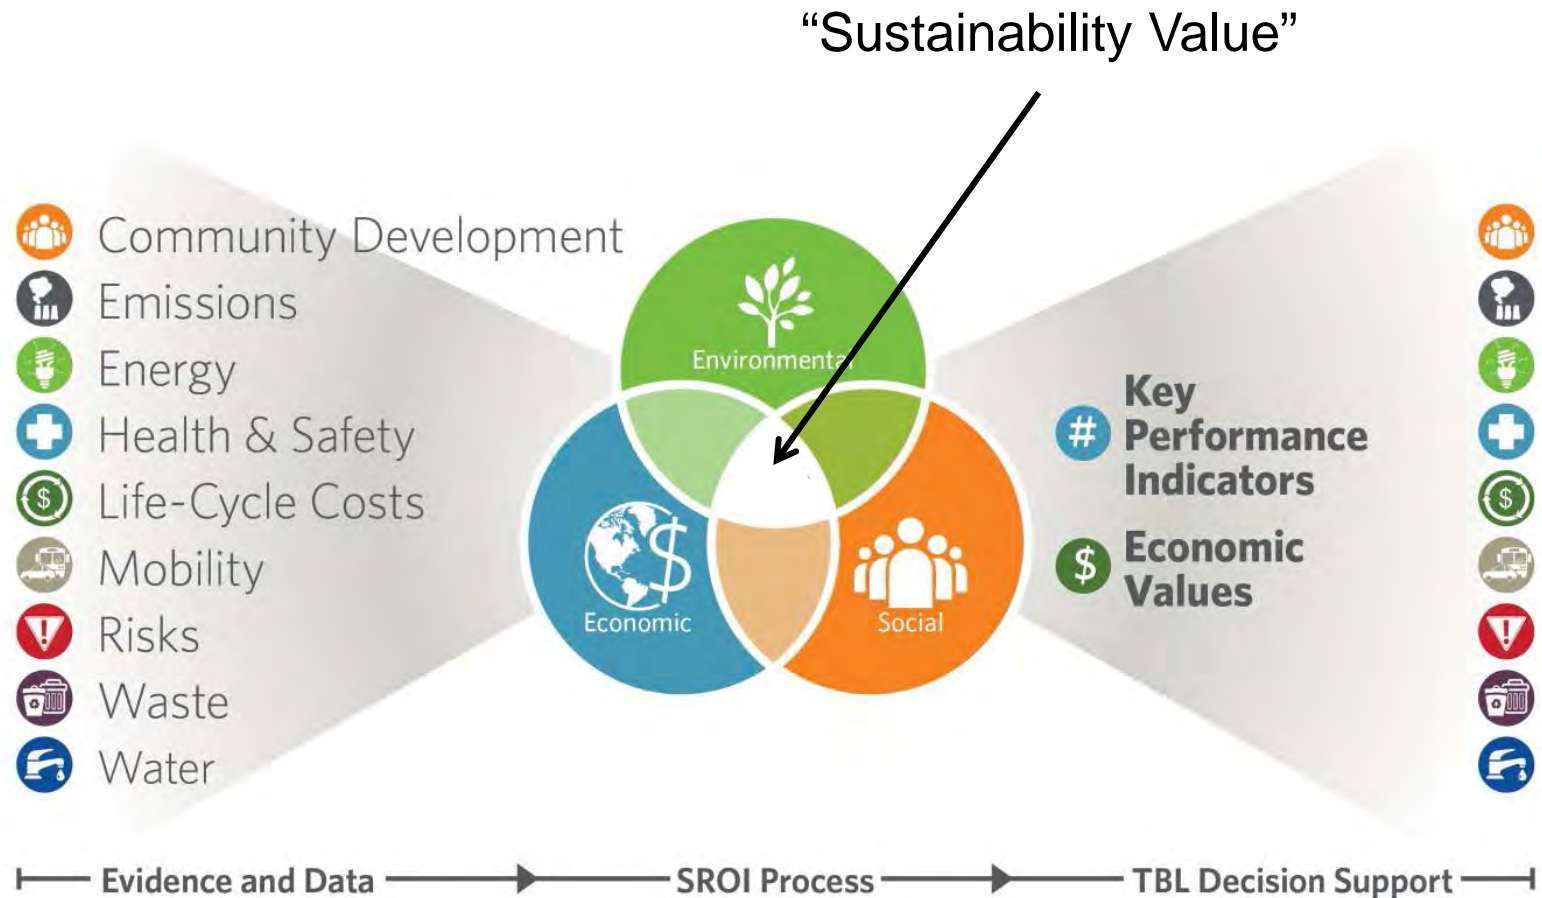 “Sustainability Value”
Community Development
Emissions
Energy
Health & Safety
Life-Cycle Costs
Mobility
Risks
Waste
Water
Environmental
Economic
Social
Key
Performance
Indicators
Economic
Values
#
$
Evidence and Data
SROI Process
TBL Decision Support